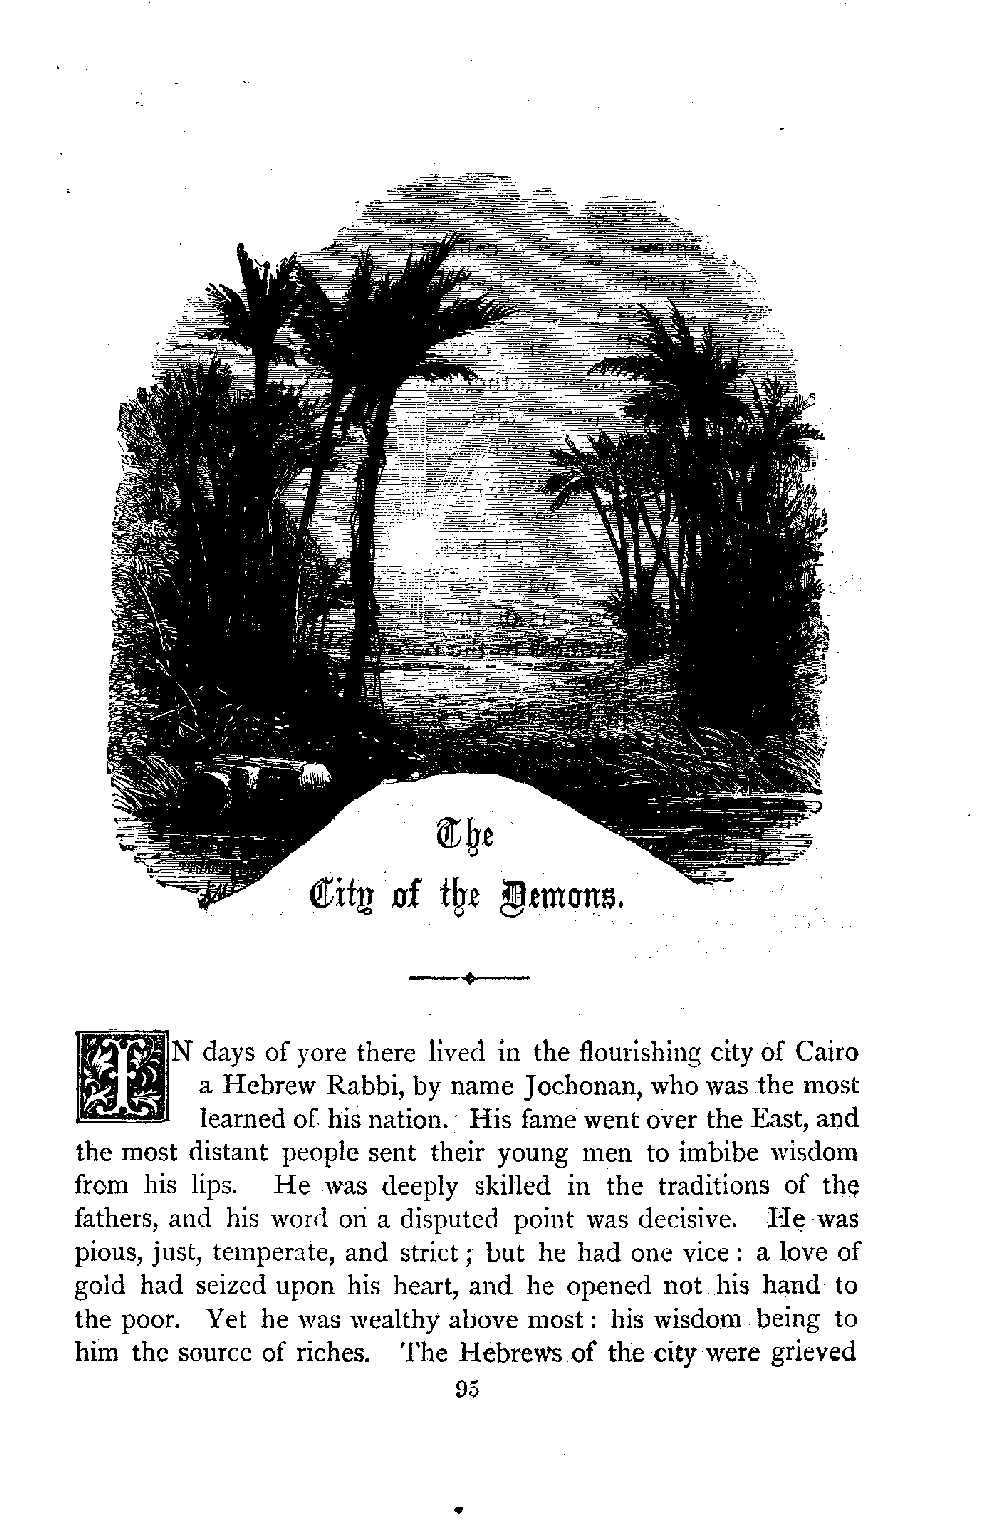 The
City of the Demons.
IN days of yore there lived in the flourishing city of Cairo
a Hebrew Rabbi, by name Jochonan, who was the most
learned of his nation. His fame went over the East, and
the most distant people sent their young men to imbibe wisdom
from his lips. He was deeply skilled in the traditions of the
fathers, and his word on a disputed point was decisive. He was
pious, just, temperate, and strict; but he had one vice: a love of
gold had seized upon his heart, and he opened not his hand to
the poor. Yet he was wealthy above most: his wisdom being to
him the source of riches. The Hebrews of the city were grieved
95